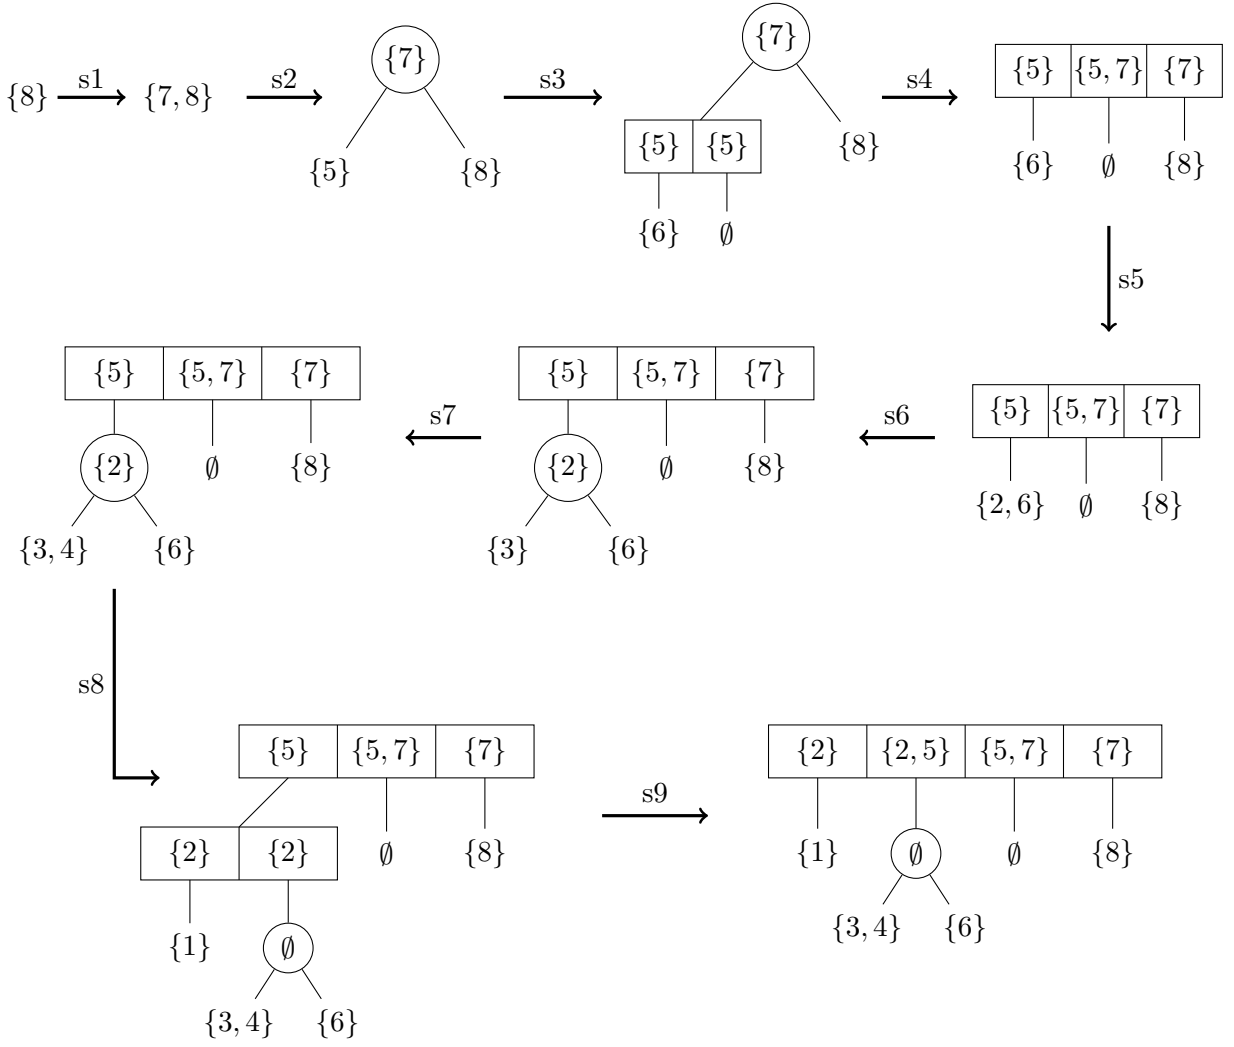 {8} s1 {7, 8} s2 {7} s3 {7} s4 {5} {5, 7} {7}
{5} {8}
{5} {5} {8}
{6} ∅
{6} ∅ {8}
s5
{5} {5, 7} {7} s7 {5} {5, 7} {7} s6 {5} {5, 7} {7}
{2} ∅ {8} {2} ∅ {8} {2, 6} ∅ {8}
{3, 4} {6} {3} {6}
s8
{5} {5, 7} {7} s9 {2} {2, 5} {5, 7} {7}
{2} {2} ∅ {8} {1} ∅ ∅ {8}
{1} ∅ {3, 4} {6}
{3, 4} {6}